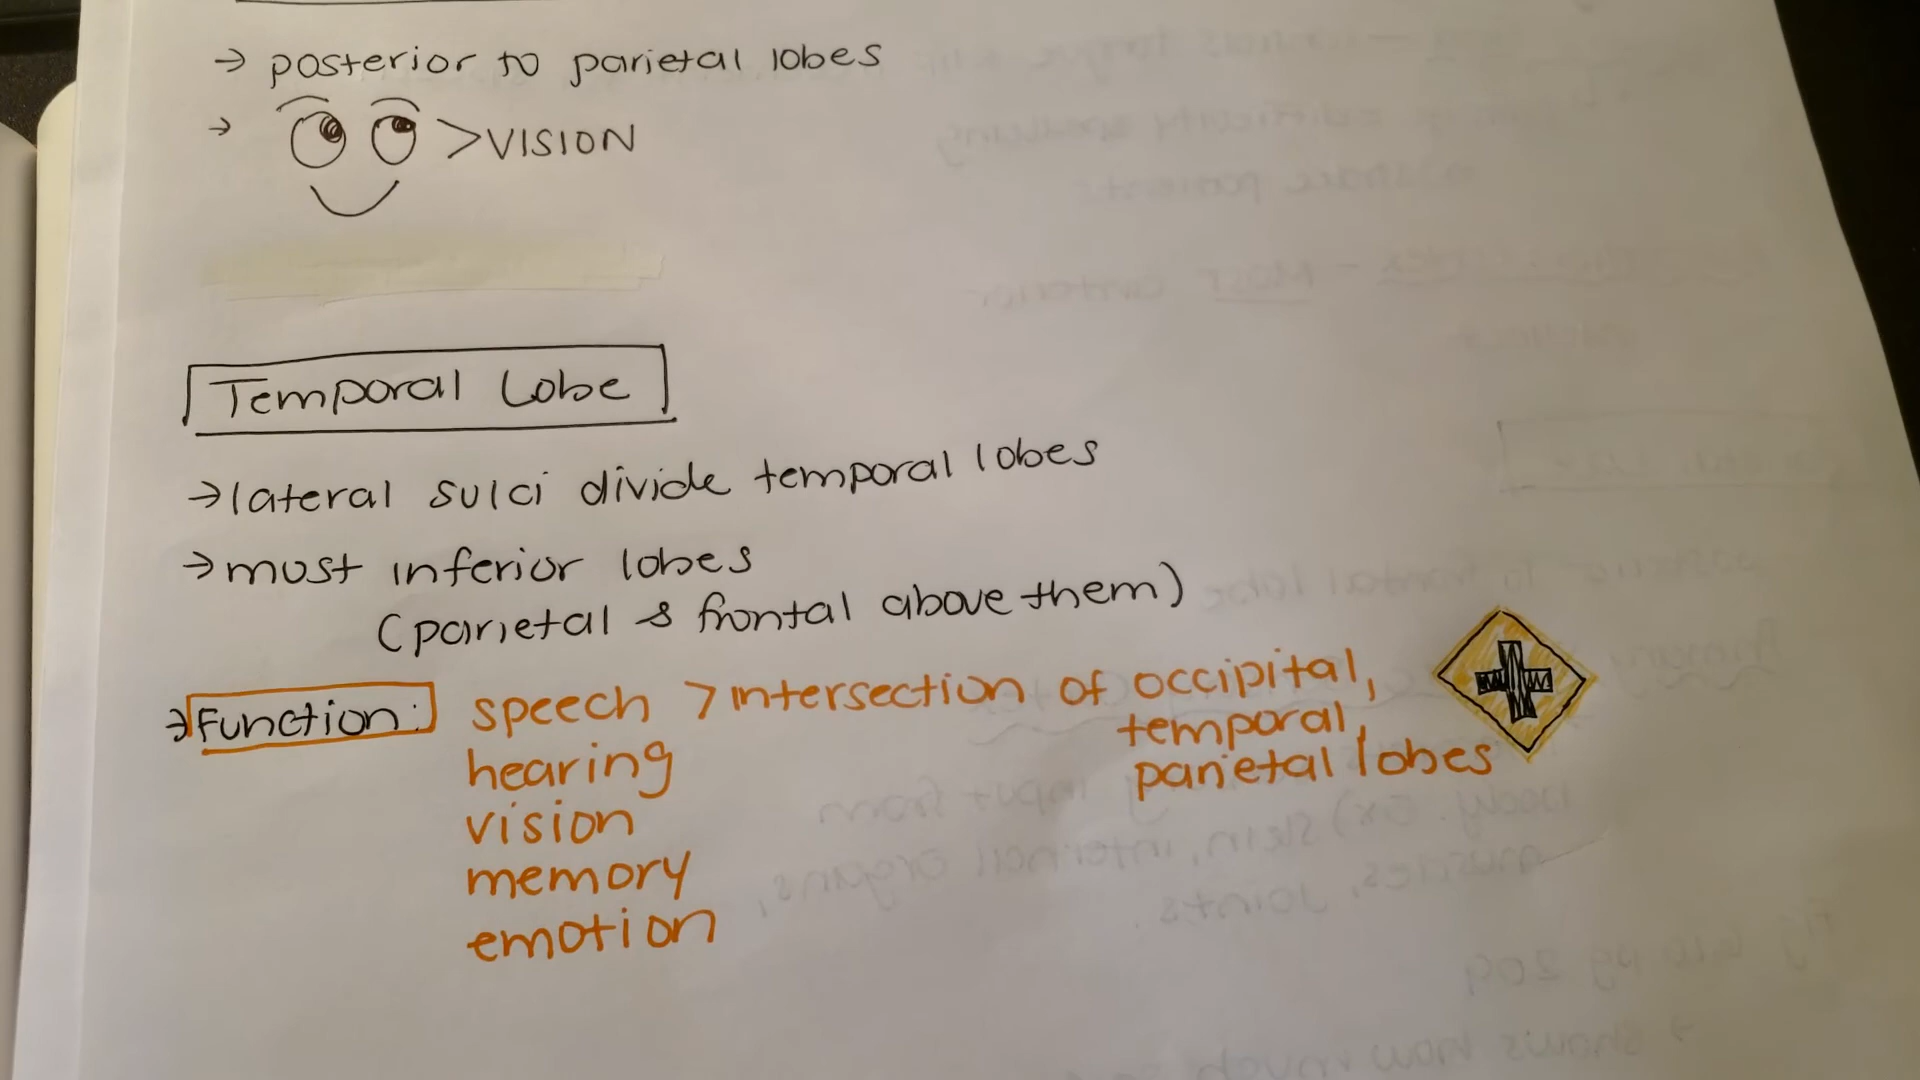 → posterior to parietal lobes
→ >VISION
Temporal Lobe
→ lateral sulci divide temporal lobes
→ most inferior lobes
(parietal & frontal above them)
→ Function: speech > intersection of occipital,
temporal,
hearing
parietal lobes
vision
memory
emotion